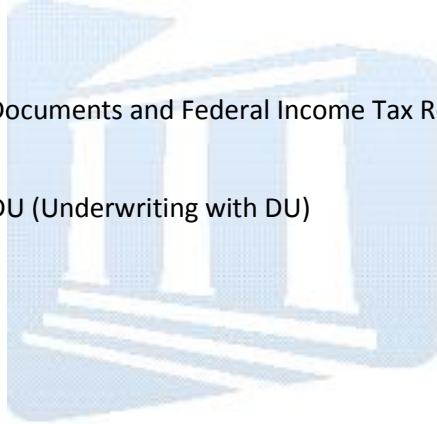 Documents and Federal Income Tax R
DU (Underwriting with DU)